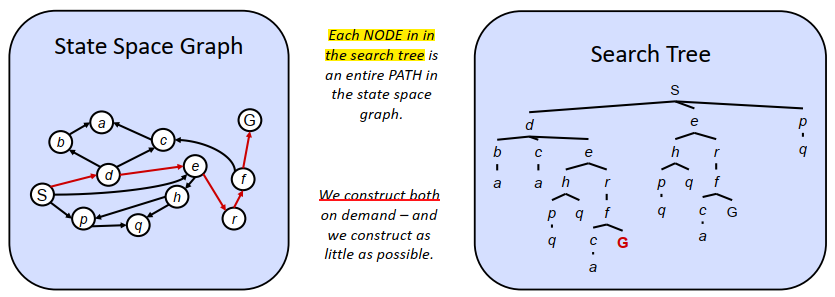 State Space Graph
G
a
b
c
d
e
f
S
h
p
q
r
Each NODE in in
the search tree is
an entire PATH in
the state space
graph.
We construct both
on demand – and
we construct as
little as possible.
Search Tree
S
d e p
b c e h r q
a a h r p q f
p q f q c G
q c G a
a